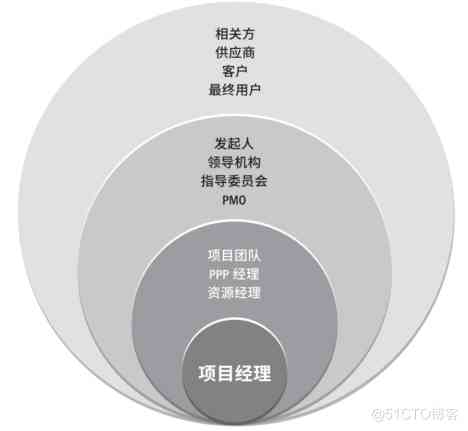 相关方
供应商
客户
最终用户
发起人
领导机构
指导委员会
PMO
项目团队
PPP 经理
资源经理
项目经理
@51CTO博客